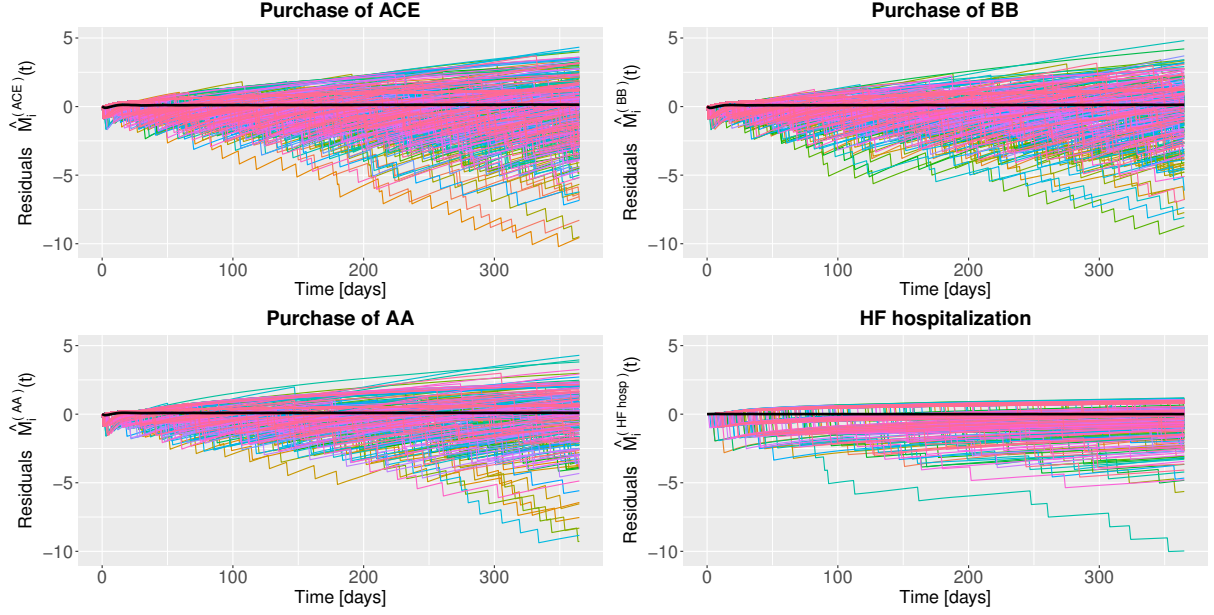 Purchase of ACE
Residuals M̂ᵢ⁽ ᴬᶜᴱ ⁾(t)
5
0
−5
−10
0 100 200 300
Time [days]
Purchase of BB
Residuals M̂ᵢ⁽ ᴮᴮ ⁾(t)
5
0
−5
−10
0 100 200 300
Time [days]
Purchase of AA
Residuals M̂ᵢ⁽ ᴬᴬ ⁾(t)
5
0
−5
−10
0 100 200 300
Time [days]
HF hospitalization
Residuals M̂ᵢ⁽ HF hosp ⁾(t)
5
0
−5
−10
0 100 200 300
Time [days]